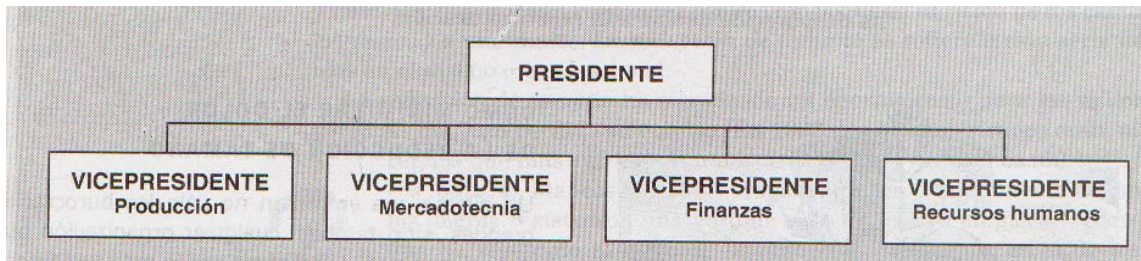 PRESIDENTE
VICEPRESIDENTE
Producción
VICEPRESIDENTE
Mercadotecnia
VICEPRESIDENTE
Finanzas
VICEPRESIDENTE
Recursos humanos